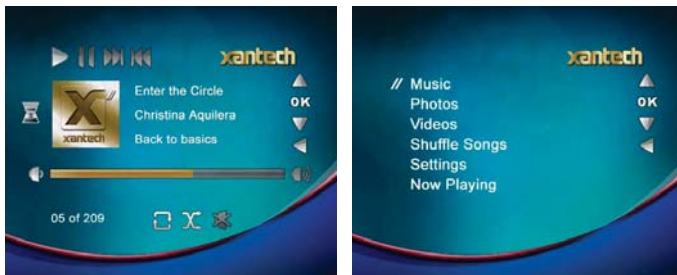 xantech
Enter the Circle
OK
Christina Aquilera
xantech
Back to basics
05 of 209
xantech
// Music
Photos
OK
Videos
Shuffle Songs
Settings
Now Playing